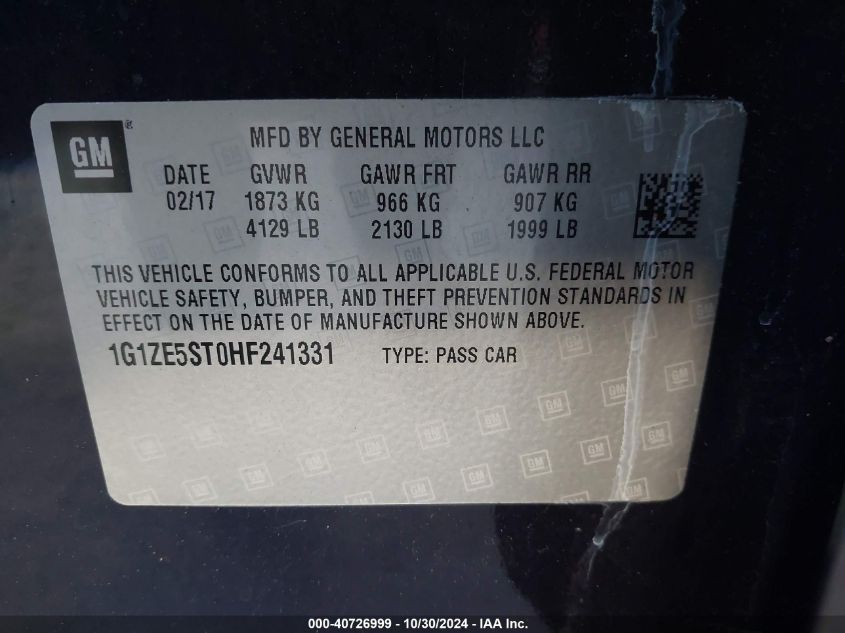 GM
MFD BY GENERAL MOTORS LLC
DATE GVWR GAWR FRT GAWR RR
02/17 1873 KG 966 KG 907 KG
4129 LB 2130 LB 1999 LB
THIS VEHICLE CONFORMS TO ALL APPLICABLE U.S. FEDERAL MOTOR
VEHICLE SAFETY, BUMPER, AND THEFT PREVENTION STANDARDS IN
EFFECT ON THE DATE OF MANUFACTURE SHOWN ABOVE.
1G1ZE5ST0HF241331 TYPE: PASS CAR
000-40726999 - 10/30/2024 - IAA Inc.